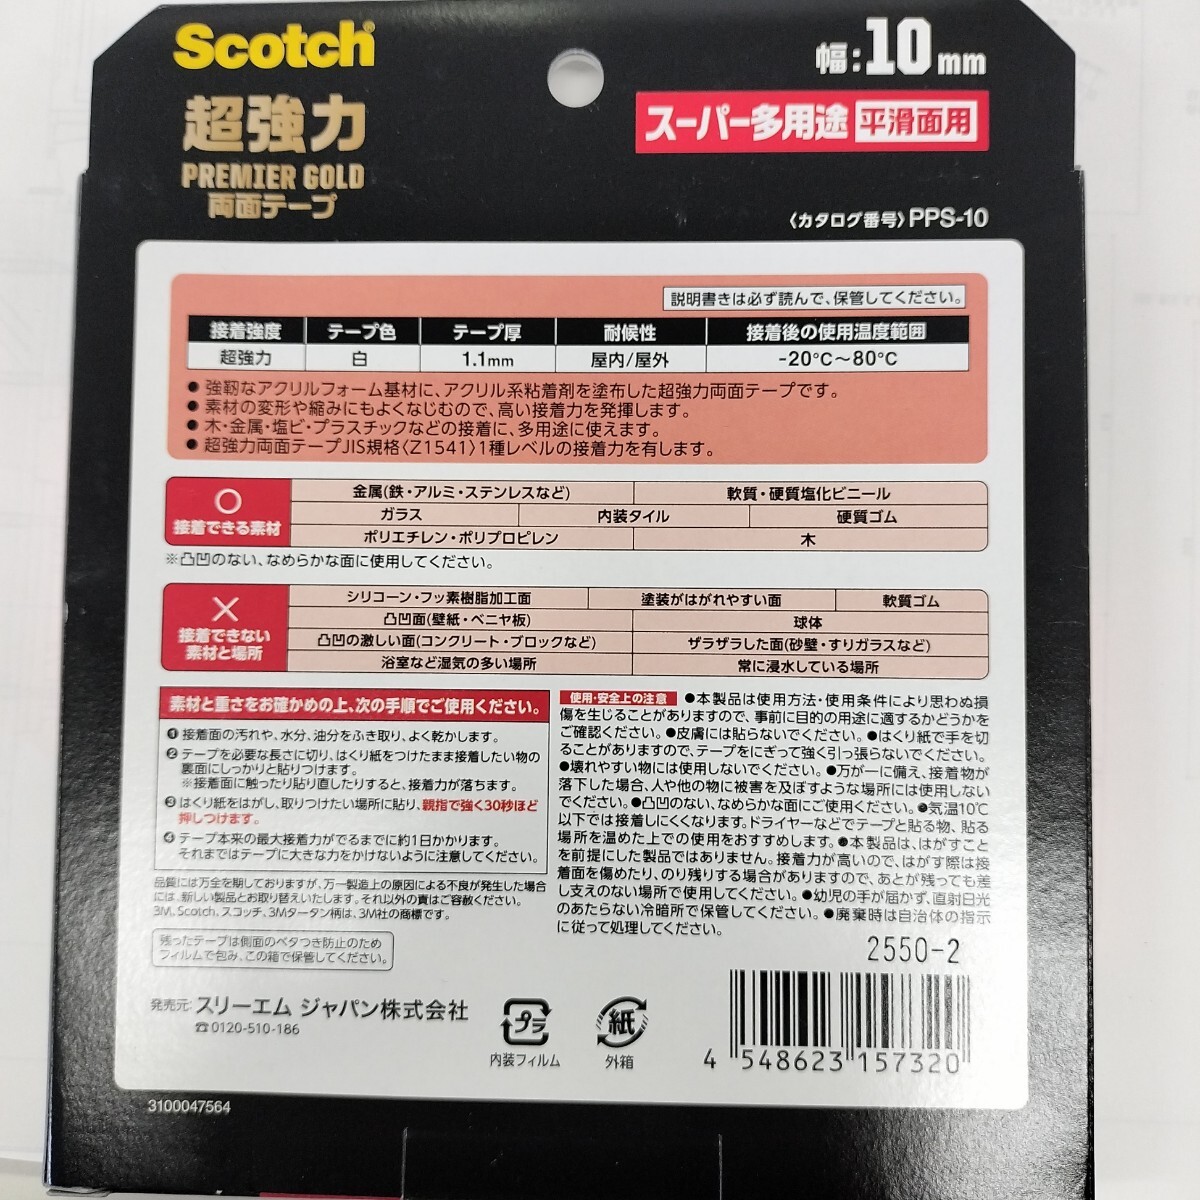 Scotch®
超強力
PREMIER GOLD
両面テープ
幅:10mm
スーパー多用途 平滑面用
〈カタログ番号〉PPS-10
説明書きは必ず読んで、保管してください。
接着強度 テープ色 テープ厚 耐候性 接着後の使用温度範囲
超強力 白 1.1mm 屋内/屋外 -20℃～80℃
● 強靭なアクリルフォーム基材に、アクリル系粘着剤を塗布した超強力両面テープです。
● 素材の変形や縮みにもよくなじむので、高い接着力を発揮します。
● 木・金属・塩ビ・プラスチックなどの接着に、多用途に使えます。
● 超強力両面テープJIS規格〈Z1541〉1種レベルの接着力を有します。
○
接着できる素材
金属(鉄・アルミ・ステンレスなど) 軟質・硬質塩化ビニール
ガラス 内装タイル 硬質ゴム
ポリエチレン・ポリプロピレン 木
※凸凹のない、なめらかな面に使用してください。
×
接着できない
素材と場所
シリコーン・フッ素樹脂加工面 塗装がはがれやすい面 軟質ゴム
凸凹面(壁紙・ベニヤ板) 球体
凸凹の激しい面(コンクリート・ブロックなど) ザラザラした面(砂壁・すりガラスなど)
浴室など湿気の多い場所 常に浸水している場所
素材と重さをお確かめの上、次の手順でご使用ください。
❶ 接着面の汚れや、水分、油分をふき取り、よく乾かします。
❷ テープを必要な長さに切り、はくり紙をつけたまま接着したい物の
裏面にしっかりと貼りつけます。
※接着面に触ったり貼り直したりすると、接着力が落ちます。
❸ はくり紙をはがし、取りつけたい場所に貼り、親指で強く30秒ほど
押しつけます。
❹ テープ本来の最大接着力がでるまでに約1日かかります。
それまではテープに大きな力をかけないように注意してください。
品質には万全を期しておりますが、万一製造上の原因による不良が発生した場合
には、新しい製品とお取り替えいたします。それ以外の責はご容赦ください。
3M、Scotch、スコッチ、3Mタータン柄は、3M社の商標です。
残ったテープは側面のベタつき防止のため
フィルムで包み、この箱で保管してください。
発売元: スリーエム ジャパン株式会社
☎0120-510-186
使用・安全上の注意 ●本製品は使用方法・使用条件により思わぬ損
傷を生じることがありますので、事前に目的の用途に適するかどうかを
ご確認ください。●皮膚には貼らないでください。●はくり紙で手を切
ることがありますので、テープをにぎって強く引っ張らないでください。
●壊れやすい物には使用しないでください。●万が一に備え、接着物が
落下した場合、人や他の物に被害を及ぼすような場所には使用しない
でください。●凸凹のない、なめらかな面にご使用ください。●気温10℃
以下では接着しにくくなります。ドライヤーなどでテープと貼る物、貼る
場所を温めた上での使用をおすすめします。●本製品は、はがすこと
を前提にした製品ではありません。接着力が高いので、はがす際は接
着面を傷めたり、のり残りする場合がありますので、あとが残っても差
し支えのない場所で使用してください。●幼児の手が届かず、直射日光
のあたらない冷暗所で保管してください。●廃棄時は自治体の指示
に従って処理してください。
2550-2
プラ
内装フィルム
紙
外箱
4 548623 157320
3100047564